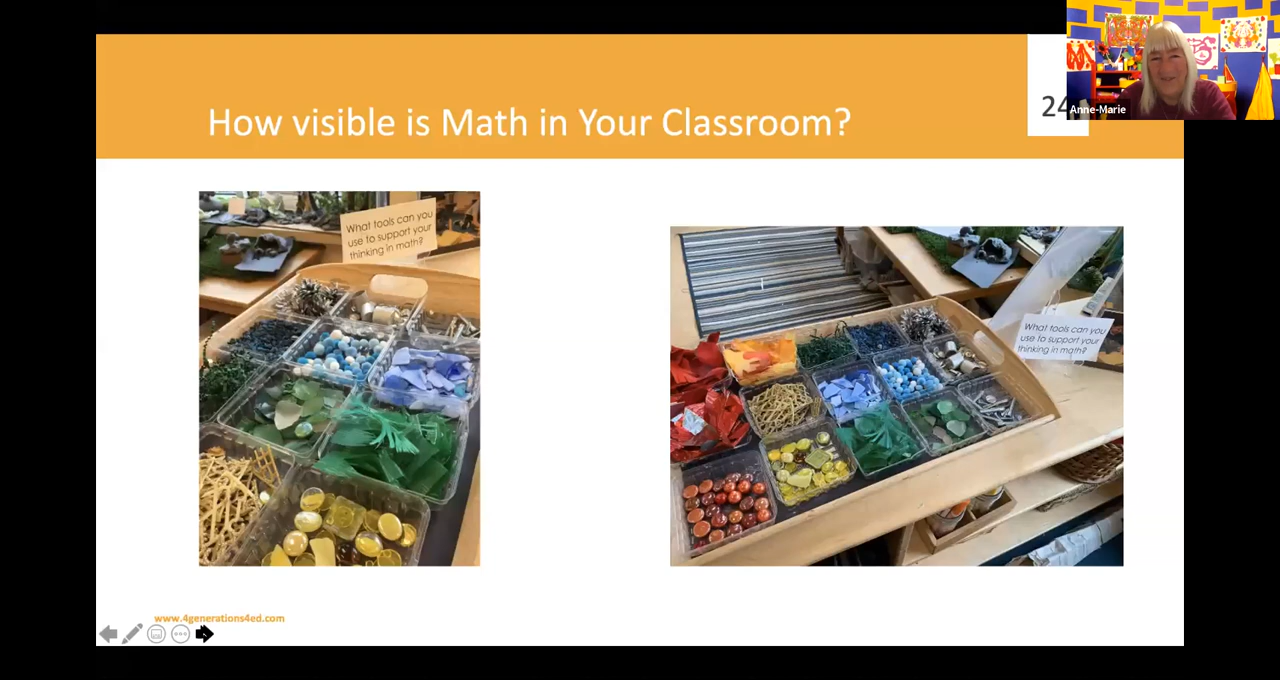 How visible is Math in Your Classroom?
24
Anne-Marie
What tools can you
use to support your
thinking in math?
What tools can you
use to support your
thinking in math?
www.4generations4ed.com